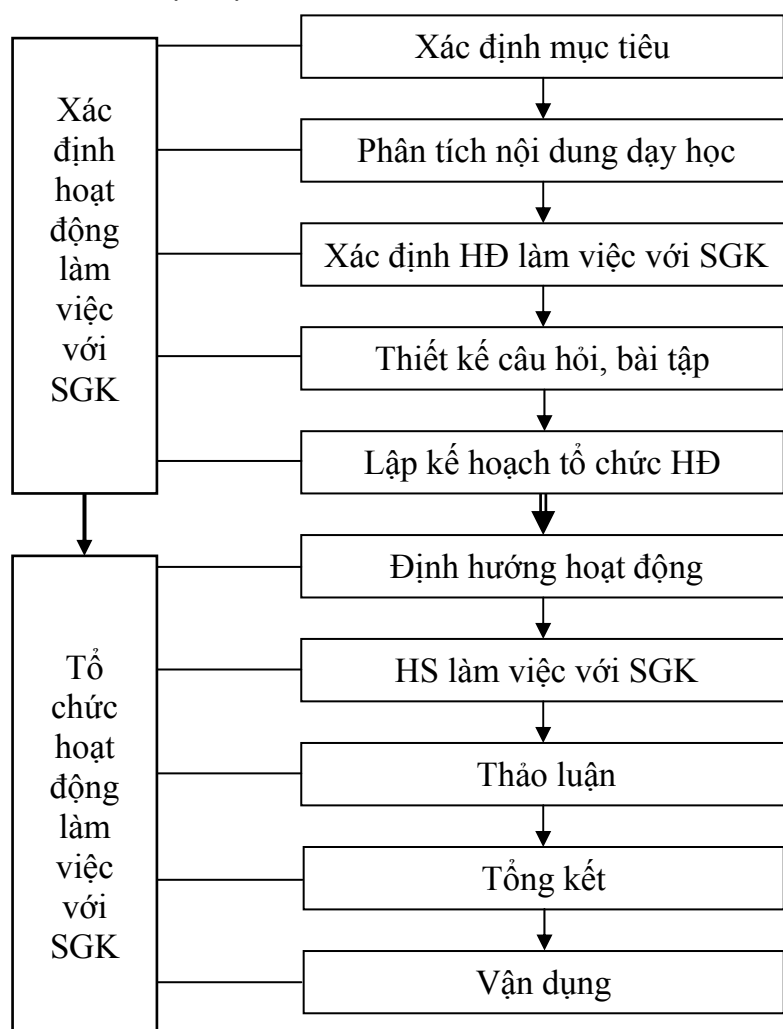 Xác
định
hoạt
động
làm
việc
với
SGK
Xác định mục tiêu
Phân tích nội dung dạy học
Xác định HĐ làm việc với SGK
Thiết kế câu hỏi, bài tập
Lập kế hoạch tổ chức HĐ
Tổ
chức
hoạt
động
làm
việc
với
SGK
Định hướng hoạt động
HS làm việc với SGK
Thảo luận
Tổng kết
Vận dụng